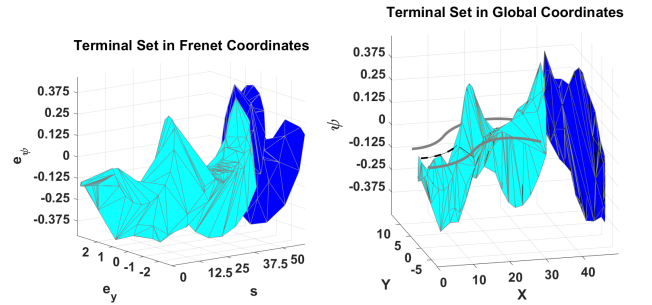 Terminal Set in Frenet Coordinates
0.375
0.25
0.125
0
-0.125
-0.25
-0.375
eψ
2 1 0 -1 -2
ey
0 12.5 25 37.5 50
s
Terminal Set in Global Coordinates
0.375
0.25
0.125
0
-0.125
-0.25
-0.375
ψ
10
5
0
-5
Y
0 10 20 30 40
X